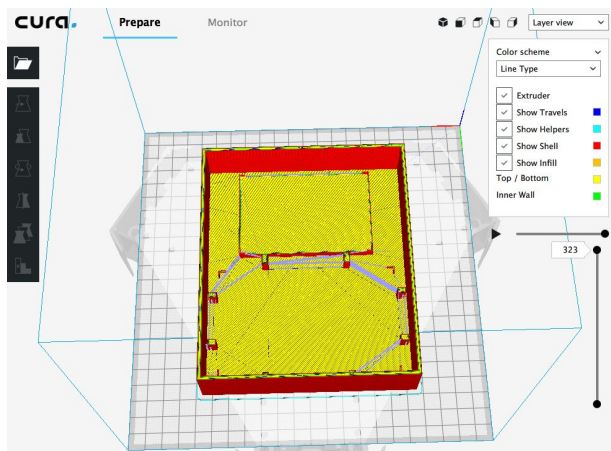 cura.
Prepare
Monitor
Layer view
Color scheme
Line Type
Extruder
Show Travels
Show Helpers
Show Shell
Show Infill
Top / Bottom
Inner Wall
323